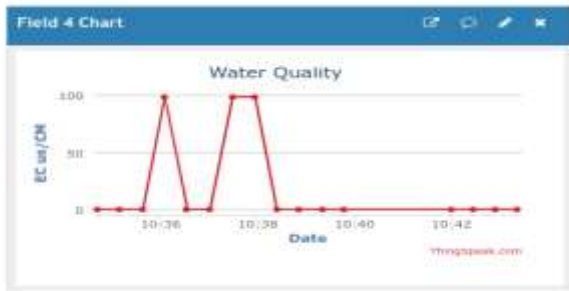 Field 4 Chart
Water Quality
100
50
0
EC us/CM
10:36
10:38
10:40
10:42
Date
ThingSpeak.com